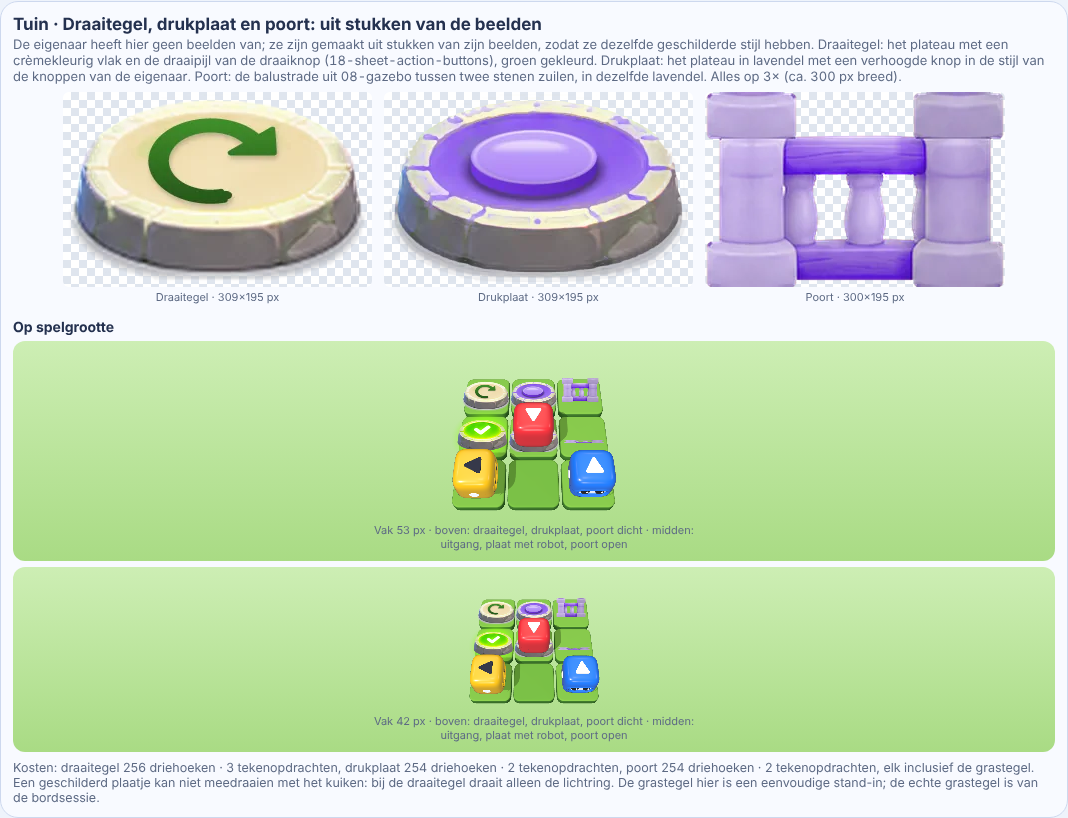 Tuin · Draaitegel, drukplaat en poort: uit stukken van de beelden
De eigenaar heeft hier geen beelden van; ze zijn gemaakt uit stukken van zijn beelden, zodat ze dezelfde geschilderde stijl hebben. Draaitegel: het plateau met een
crèmekleurig vlak en de draaipijl van de draaiknop (18-sheet-action-buttons), groen gekleurd. Drukplaat: het plateau in lavendel met een verhoogde knop in de stijl van
de knoppen van de eigenaar. Poort: de balustrade uit 08-gazebo tussen twee stenen zuilen, in dezelfde lavendel. Alles op 3× (ca. 300 px breed).
Draaitegel · 309×195 px
Drukplaat · 309×195 px
Poort · 300×195 px
Op spelgrootte
Vak 53 px · boven: draaitegel, drukplaat, poort dicht · midden:
uitgang, plaat met robot, poort open
Vak 42 px · boven: draaitegel, drukplaat, poort dicht · midden:
uitgang, plaat met robot, poort open
Kosten: draaitegel 256 driehoeken · 3 tekenopdrachten, drukplaat 254 driehoeken · 2 tekenopdrachten, poort 254 driehoeken · 2 tekenopdrachten, elk inclusief de grastegel.
Een geschilderd plaatje kan niet meedraaien met het kuiken: bij de draaitegel draait alleen de lichtring. De grastegel hier is een eenvoudige stand-in; de echte grastegel is van
de bordsessie.